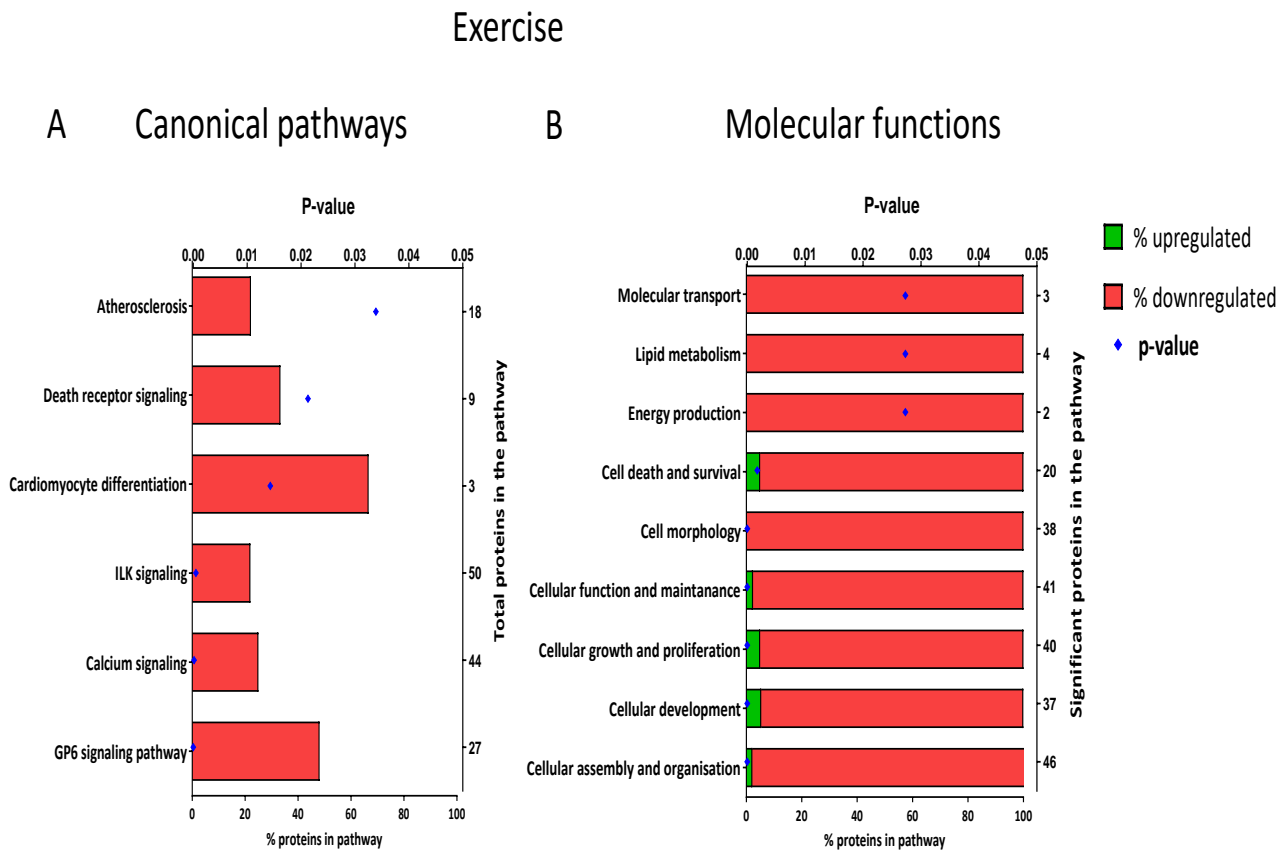 Exercise
A Canonical pathways
B Molecular functions
P-value
0.00 0.01 0.02 0.03 0.04 0.05
Atherosclerosis 18
Death receptor signaling 9
Cardiomyocyte differentiation 3
ILK signaling 50
Calcium signaling 44
GP6 signaling pathway 27
Total proteins in the pathway
0 20 40 60 80 100
% proteins in pathway
P-value
0.00 0.01 0.02 0.03 0.04 0.05
Molecular transport 3
Lipid metabolism 4
Energy production 2
Cell death and survival 20
Cell morphology 38
Cellular function and maintanance 41
Cellular growth and proliferation 40
Cellular development 37
Cellular assembly and organisation 46
Significant proteins in the pathway
0 20 40 60 80 100
% proteins in pathway
% upregulated
% downregulated
p-value